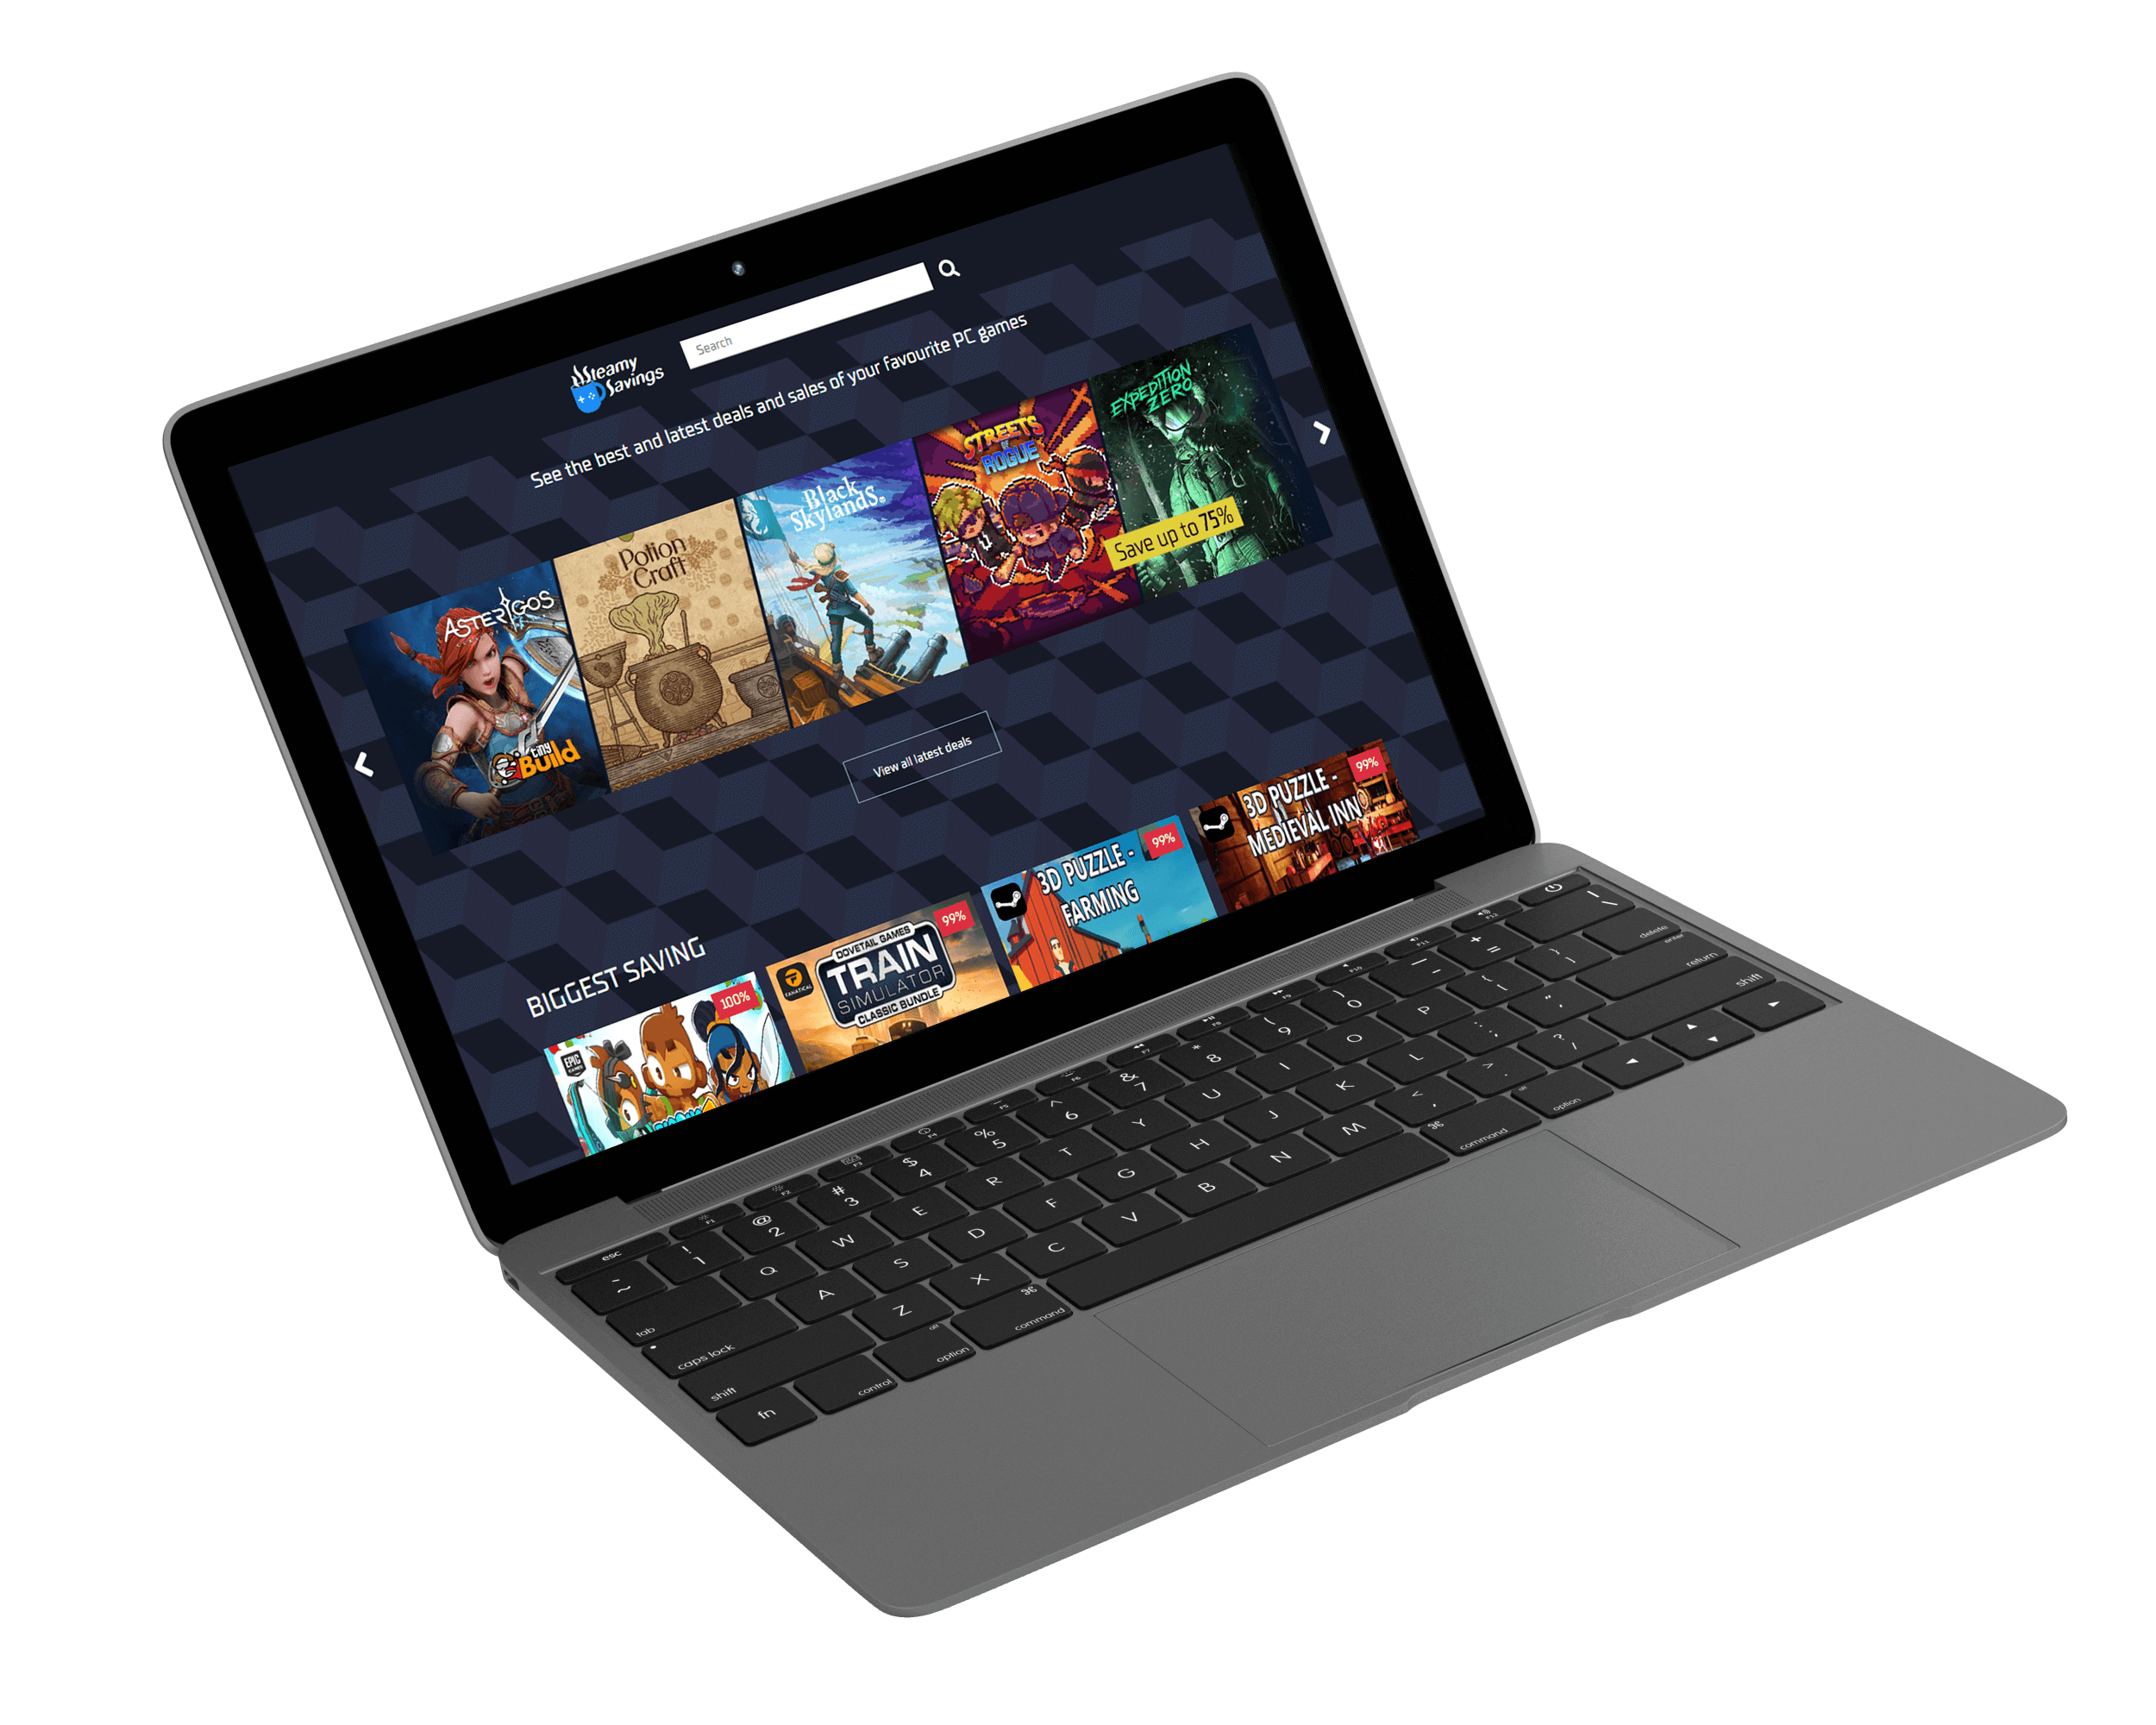 Steamy
Savings
Search
See the best and latest deals and sales of your favourite PC games
ASTERIGOS
tiny
Build
Potion
Craft
Black
Skylands
STREETS
OF
ROGUE
EXPEDITION
ZERO
Save up to 75%
View all latest deals
BIGGEST SAVING
EPIC
GAMES
100%
FANATICAL
DOVETAIL GAMES
TRAIN
SIMULATOR
CLASSIC BUNDLE
99%
3D PUZZLE -
FARMING
99%
3D PUZZLE -
MEDIEVAL INN
99%
esc F1 F2 F3 F4 F5 F6 F7 F8 F9 F10 F11 F12
~ ! 1 @ 2 # 3 $ 4 % 5 ^ 6 & 7 * 8 ( 9 ) 0 + = delete
tab Q W E R T Y U I O P { [ } ] | \
caps lock A S D F G H J K L : ; " ' enter return
shift Z X C V B N M < , > . ? / shift
fn control alt option ⌘ command ⌘ command alt option